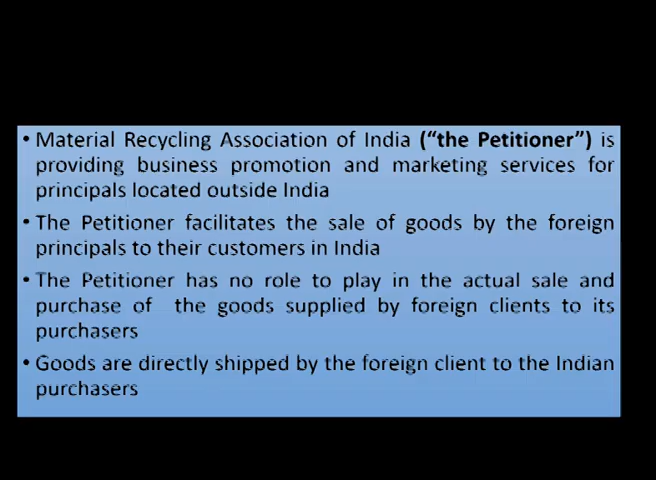 • Material Recycling Association of India (“the Petitioner”) is
providing business promotion and marketing services for
principals located outside India
• The Petitioner facilitates the sale of goods by the foreign
principals to their customers in India
• The Petitioner has no role to play in the actual sale and
purchase of the goods supplied by foreign clients to its
purchasers
• Goods are directly shipped by the foreign client to the Indian
purchasers